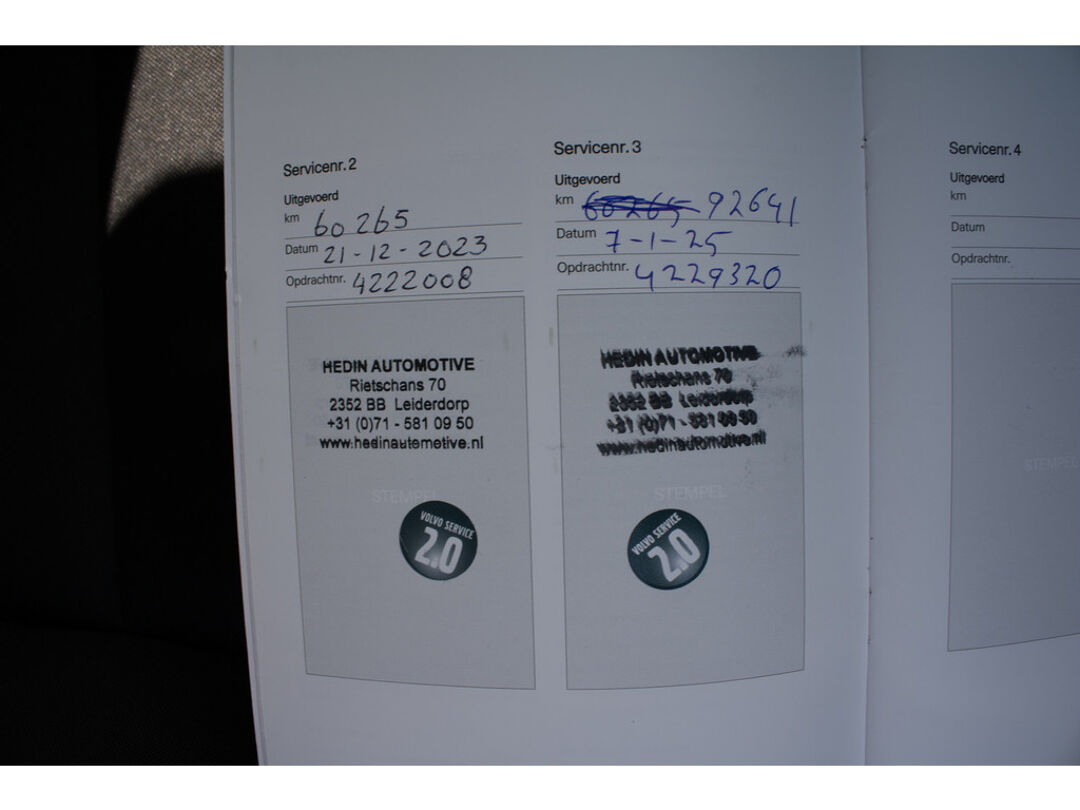 Servicenr. 2
Uitgevoerd
km 60265
Datum 21-12-2023
Opdrachtnr. 4222008
HEDIN AUTOMOTIVE
Rietschans 70
2352 BB Leiderdorp
+31 (0)71 - 581 09 50
www.hedinautomotive.nl
STEMPEL
VOLVO SERVICE
2.0
Servicenr. 3
Uitgevoerd
km 60265 92641
Datum 7-1-25
Opdrachtnr. 4229320
HEDIN AUTOMOTIVE
Rietschans 70
2352 BB Leiderdorp
+31 (0)71 - 581 09 50
www.hedinautomotive.nl
STEMPEL
VOLVO SERVICE
2.0
Servicenr. 4
Uitgevoerd
km
Datum
Opdrachtnr.
STEMPEL